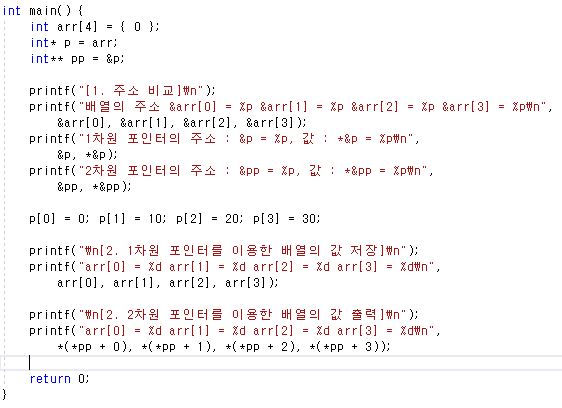 int main() {
    int arr[4] = { 0 };
    int* p = arr;
    int** pp = &p;

    printf("[1. 주소 비교]₩n");
    printf("배열의 주소 &arr[0] = %p &arr[1] = %p &arr[2] = %p &arr[3] = %p₩n",
        &arr[0], &arr[1], &arr[2], &arr[3]);
    printf("1차원 포인터의 주소 : &p = %p, 값 : *&p = %p₩n",
        &p, *&p);
    printf("2차원 포인터의 주소 : &pp = %p, 값 : *&pp = %p₩n",
        &pp, *&pp);

    p[0] = 0; p[1] = 10; p[2] = 20; p[3] = 30;

    printf("₩n[2. 1차원 포인터를 이용한 배열의 값 저장]₩n");
    printf("arr[0] = %d arr[1] = %d arr[2] = %d arr[3] = %d₩n",
        arr[0], arr[1], arr[2], arr[3]);

    printf("₩n[2. 2차원 포인터를 이용한 배열의 값 출력]₩n");
    printf("arr[0] = %d arr[1] = %d arr[2] = %d arr[3] = %d₩n",
        *(*pp + 0), *(*pp + 1), *(*pp + 2), *(*pp + 3));

    return 0;
}